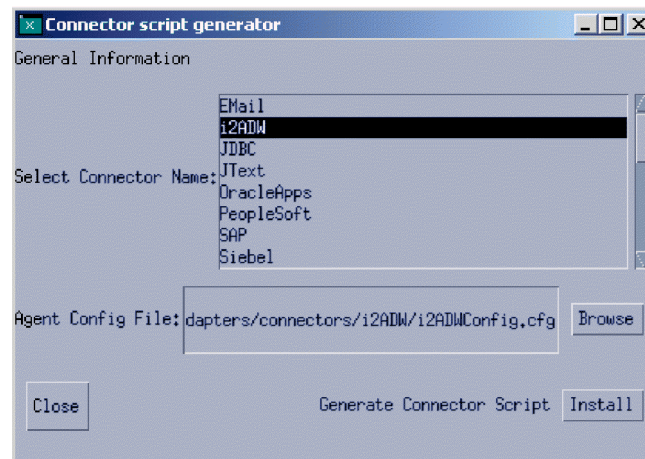 Connector script generator
General Information
EMail
i2ADW
JDBC
Select Connector Name: JText
OracleApps
PeopleSoft
SAP
Siebel
Agent Config File: dapters/connectors/i2ADW/i2ADWConfig.cfg Browse
Close Generate Connector Script Install